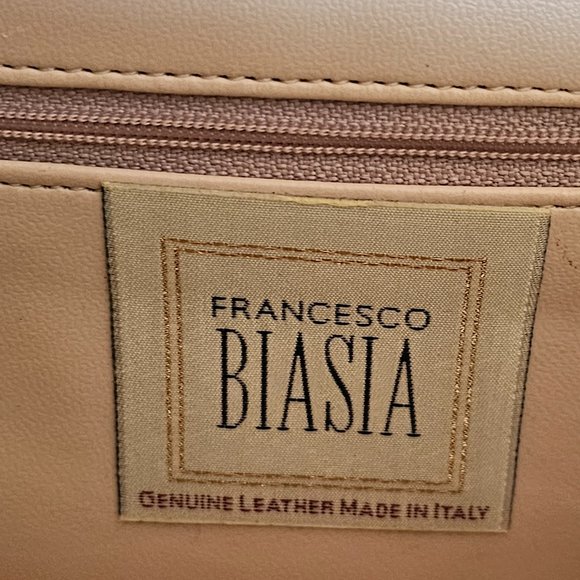 FRANCESCO
BIASIA
GENUINE LEATHER MADE IN ITALY